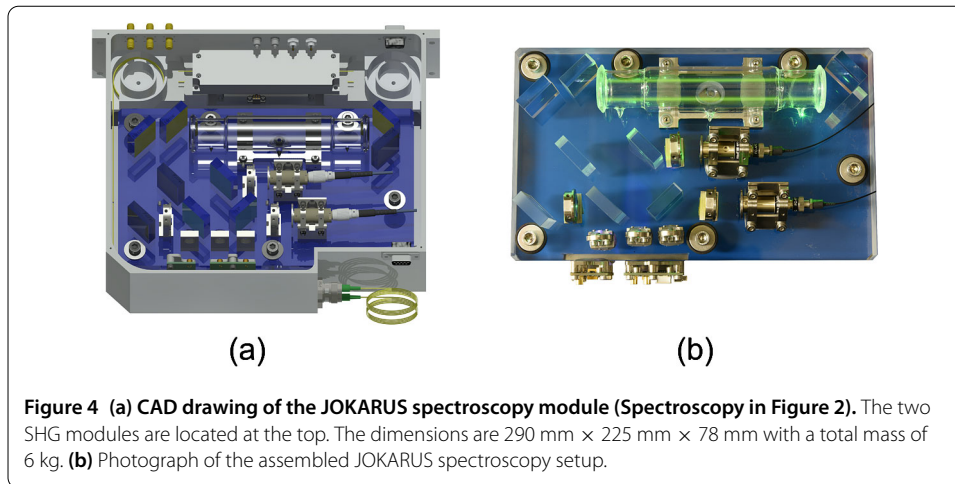 (a)
(b)
Figure 4 (a) CAD drawing of the JOKARUS spectroscopy module (Spectroscopy in Figure 2). The two
SHG modules are located at the top. The dimensions are 290 mm × 225 mm × 78 mm with a total mass of
6 kg. (b) Photograph of the assembled JOKARUS spectroscopy setup.